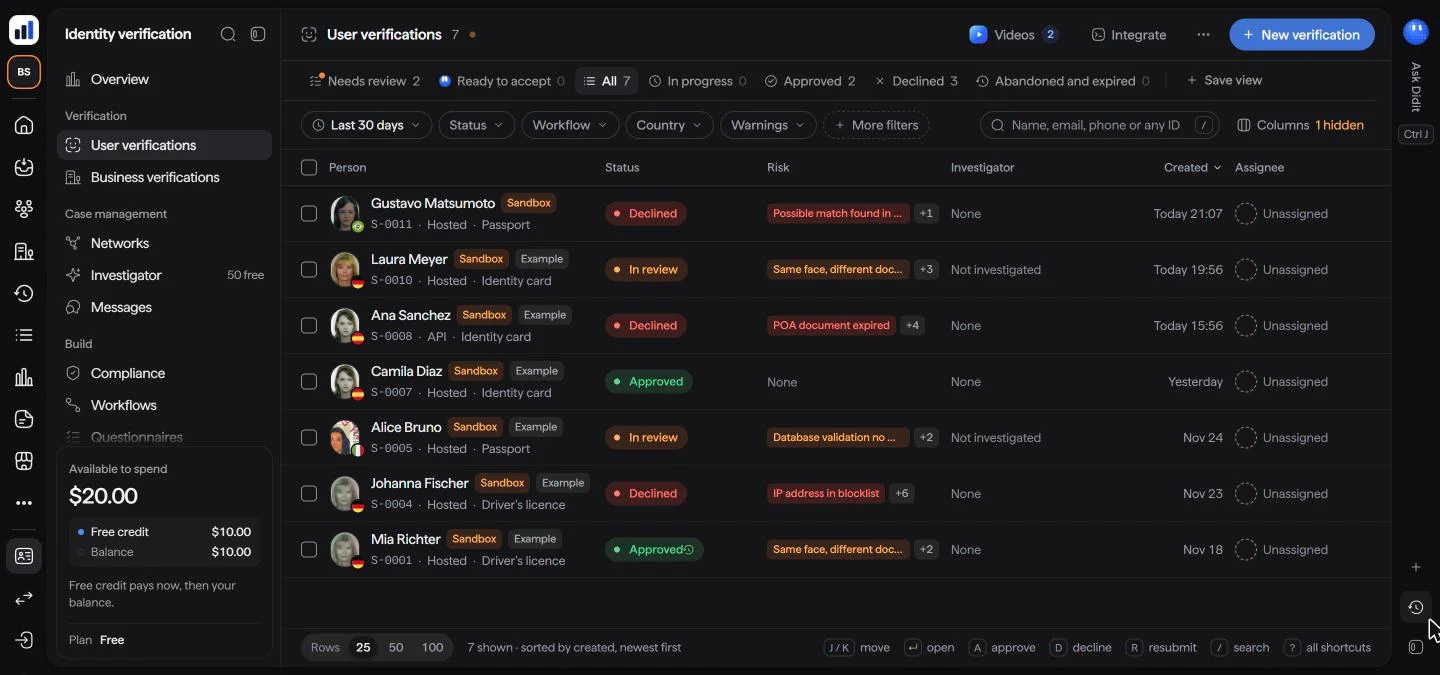 Identity verification
BS
Overview
Verification
User verifications
Business verifications
Case management
Networks
Investigator 50 free
Messages
Build
Compliance
Workflows
Questionnaires
Available to spend
$20.00
Free credit $10.00
Balance $10.00
Free credit pays now, then your
balance.
Plan Free
User verifications 7
Videos 2
Integrate
+ New verification
Needs review 2 Ready to accept 0 All 7 In progress 0 Approved 2 Declined 3 Abandoned and expired 0 + Save view
Last 30 days Status Workflow Country Warnings + More filters Name, email, phone or any ID / Columns 1 hidden
Person Status Risk Investigator Created Assignee
Gustavo Matsumoto Sandbox
S-0011 · Hosted · Passport
Declined Possible match found in ... +1 None Today 21:07 Unassigned
Laura Meyer Sandbox Example
S-0010 · Hosted · Identity card
In review Same face, different doc... +3 Not investigated Today 19:56 Unassigned
Ana Sanchez Sandbox Example
S-0008 · API · Identity card
Declined POA document expired +4 None Today 15:56 Unassigned
Camila Diaz Sandbox Example
S-0007 · Hosted · Identity card
Approved None None Yesterday Unassigned
Alice Bruno Sandbox Example
S-0005 · Hosted · Passport
In review Database validation no ... +2 Not investigated Nov 24 Unassigned
Johanna Fischer Sandbox Example
S-0004 · Hosted · Driver's licence
Declined IP address in blocklist +6 None Nov 23 Unassigned
Mia Richter Sandbox Example
S-0001 · Hosted · Driver's licence
Approved Same face, different doc... +2 None Nov 18 Unassigned
Rows 25 50 100 7 shown · sorted by created, newest first
J / K move ↵ open A approve D decline R resubmit / search ? all shortcuts
Ask Didit
Ctrl J